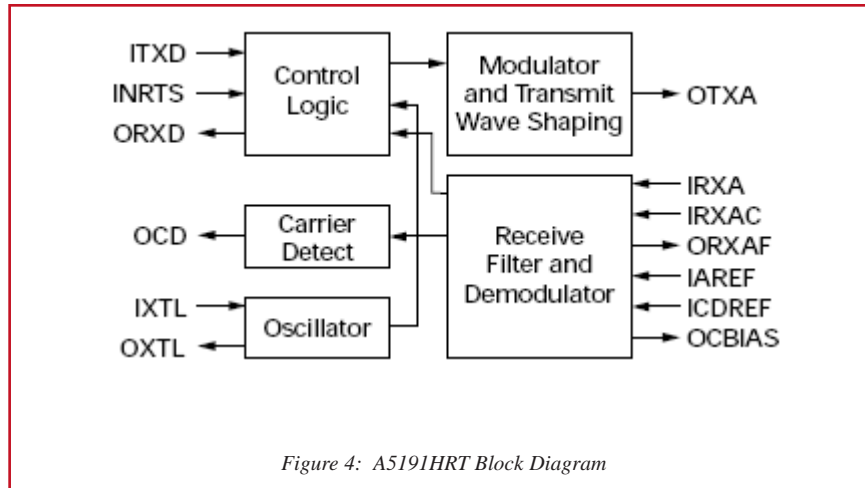 ITXD
INRTS
ORXD
Control
Logic
Modulator
and Transmit
Wave Shaping
OTXA
OCD
Carrier
Detect
IXTL
OXTL
Oscillator
Receive
Filter and
Demodulator
IRXA
IRXAC
ORXAF
IAREF
ICDREF
OCBIAS
Figure 4: A5191HRT Block Diagram